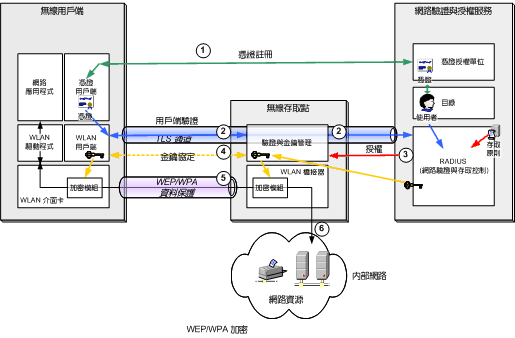 無線用戶端
網路驗證與授權服務
1
憑證註冊
憑證授權單位
憑證
網路
應用程式
憑證
用戶端
憑證
目錄
使用者
無線存取點
用戶端驗證
2
TLS 通道
驗證與金鑰管理
2
存取
原則
WLAN
驅動程式
WLAN
用戶端
4
金鑰協定
授權
3
RADIUS
(網路驗證與存取控制)
WLAN 橋接器
加密模組
WLAN 介面卡
WEP/WPA
資料保護
5
加密模組
6
內部網路
網路資源
WEP/WPA 加密